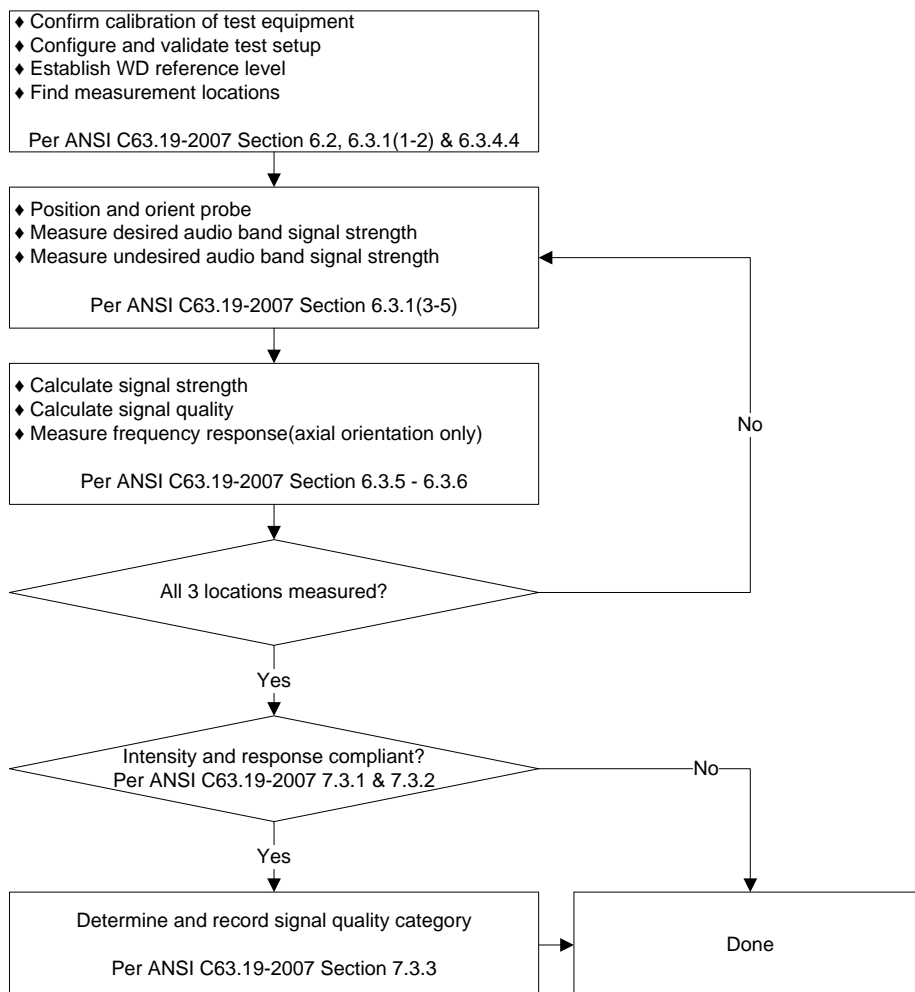 ♦ Confirm calibration of test equipment
♦ Configure and validate test setup
♦ Establish WD reference level
♦ Find measurement locations
Per ANSI C63.19-2007 Section 6.2, 6.3.1(1-2) & 6.3.4.4
♦ Position and orient probe
♦ Measure desired audio band signal strength
♦ Measure undesired audio band signal strength
Per ANSI C63.19-2007 Section 6.3.1(3-5)
♦ Calculate signal strength
♦ Calculate signal quality
♦ Measure frequency response(axial orientation only)
Per ANSI C63.19-2007 Section 6.3.5 - 6.3.6
No
All 3 locations measured?
Yes
Intensity and response compliant?
Per ANSI C63.19-2007 7.3.1 & 7.3.2
No
Yes
Determine and record signal quality category
Per ANSI C63.19-2007 Section 7.3.3
Done